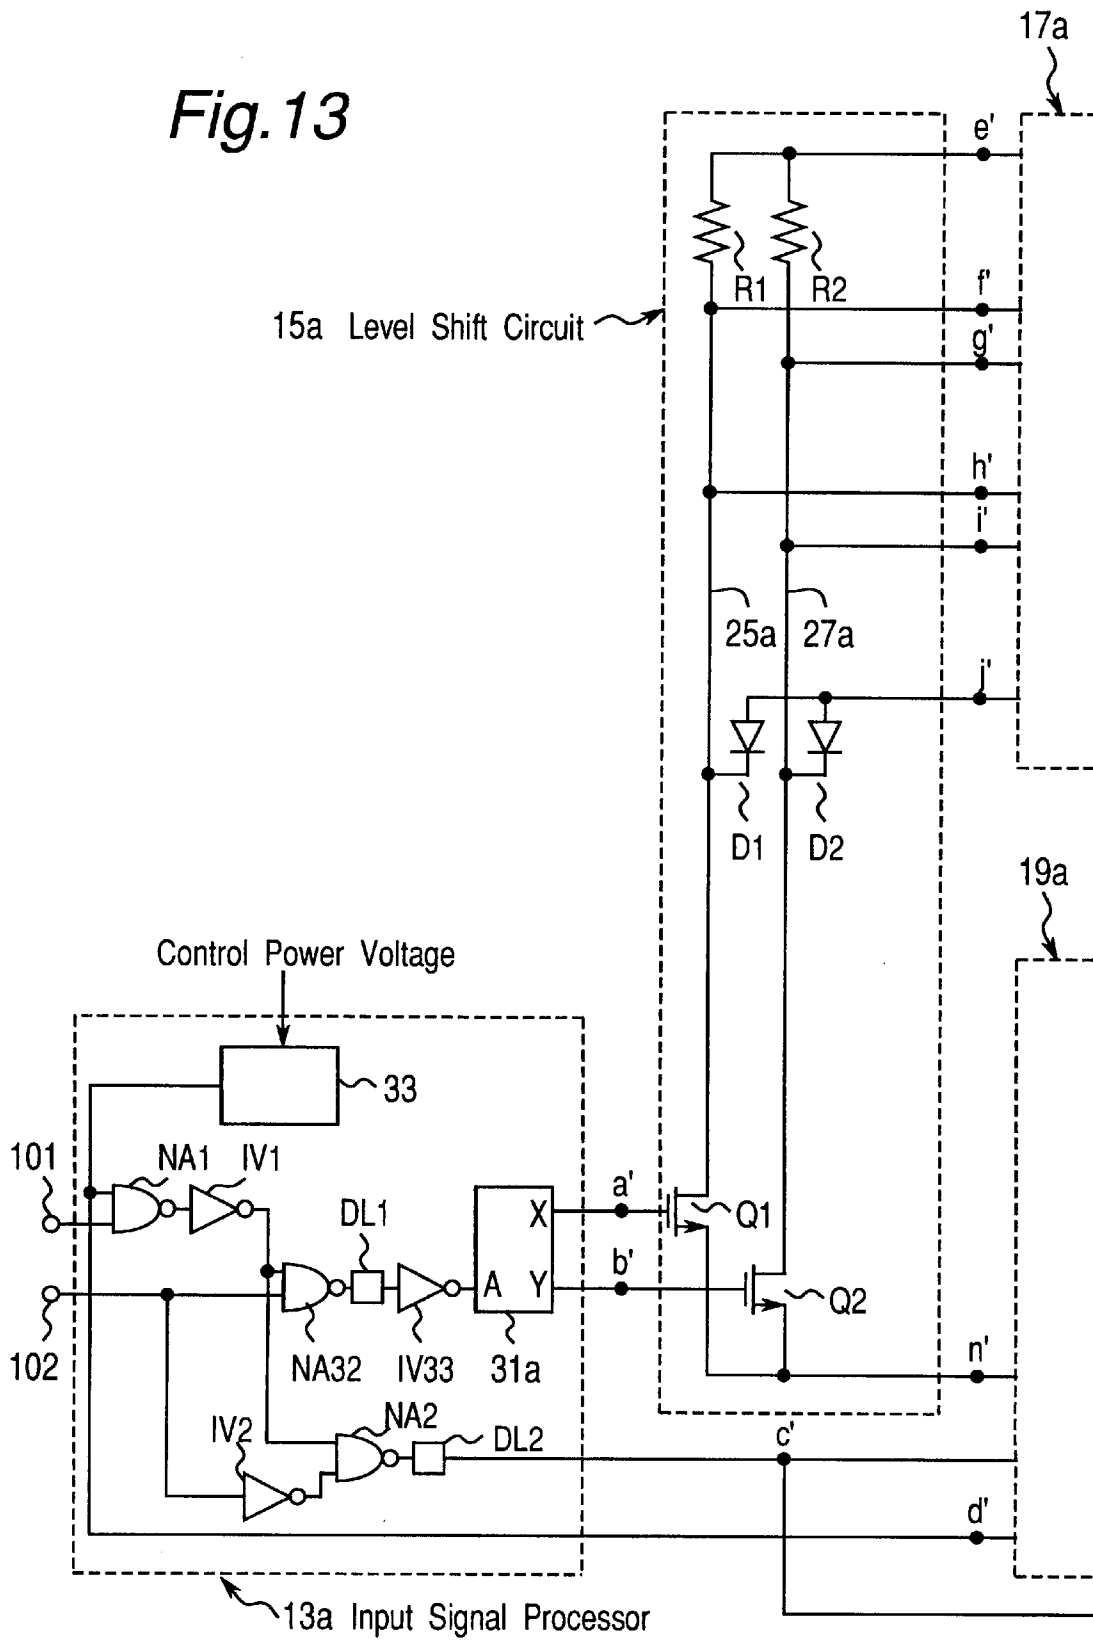 17a
Fig.13
e'
R1
R2
f'
15a Level Shift Circuit
g'
h'
i'
25a
27a
j'
D1
D2
19a
Control Power Voltage
33
101
NA1
IV1
DL1
X
a'
Q1
A
Y
b'
Q2
102
NA32
IV33
31a
n'
IV2
NA2
DL2
c'
d'
13a Input Signal Processor